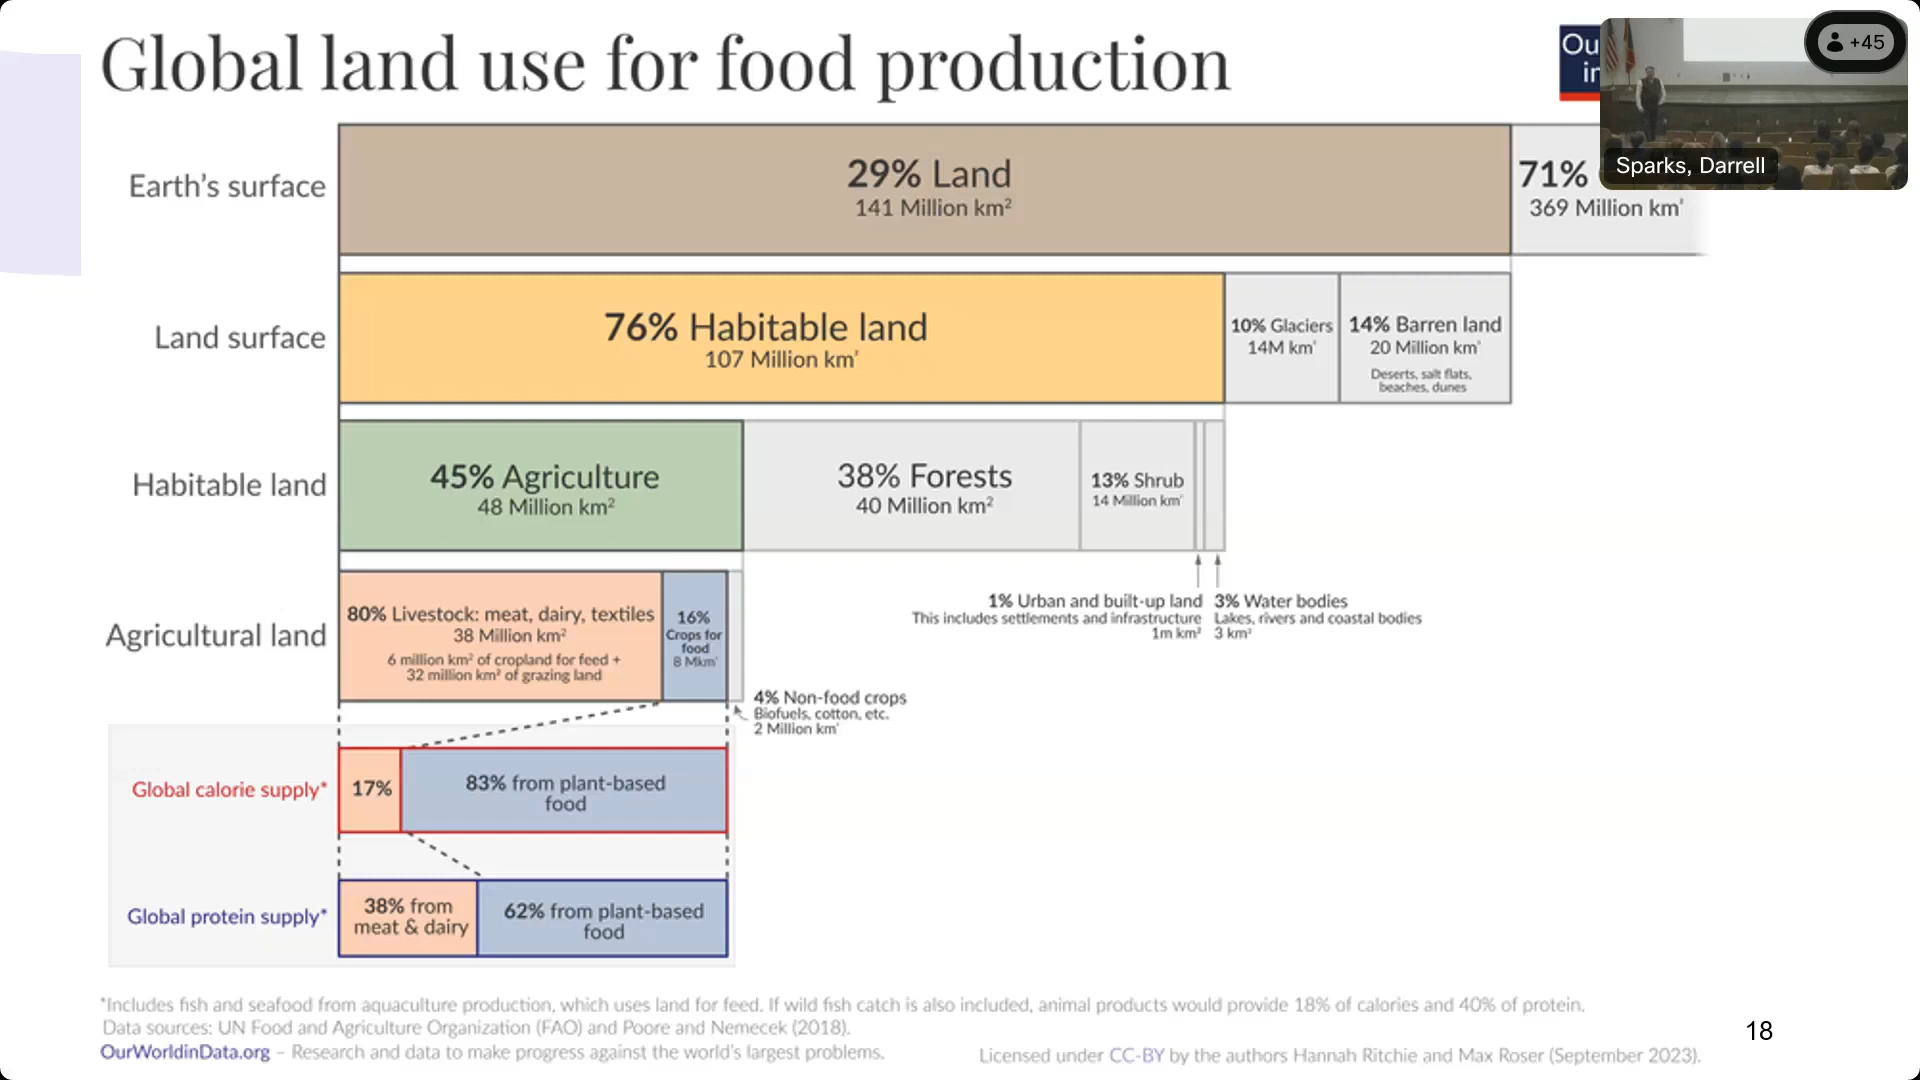 Global land use for food production
Ou
in
+45
Sparks, Darrell
Earth's surface
29% Land
141 Million km²
71%
369 Million km²
Land surface
76% Habitable land
107 Million km²
10% Glaciers
14M km²
14% Barren land
20 Million km²
Deserts, salt flats,
beaches, dunes
Habitable land
45% Agriculture
48 Million km²
38% Forests
40 Million km²
13% Shrub
14 Million km²
1% Urban and built-up land
This includes settlements and infrastructure
1m km²
3% Water bodies
Lakes, rivers and coastal bodies
3 km²
Agricultural land
80% Livestock: meat, dairy, textiles
38 Million km²
6 million km² of cropland for feed +
32 million km² of grazing land
16%
Crops for
food
8 Mkm²
4% Non-food crops
Biofuels, cotton, etc.
2 Million km²
Global calorie supply*
17%
83% from plant-based
food
Global protein supply*
38% from
meat & dairy
62% from plant-based
food
*Includes fish and seafood from aquaculture production, which uses land for feed. If wild fish catch is also included, animal products would provide 18% of calories and 40% of protein.
Data sources: UN Food and Agriculture Organization (FAO) and Poore and Nemecek (2018).
OurWorldinData.org – Research and data to make progress against the world's largest problems.
Licensed under CC-BY by the authors Hannah Ritchie and Max Roser (September 2023).
18